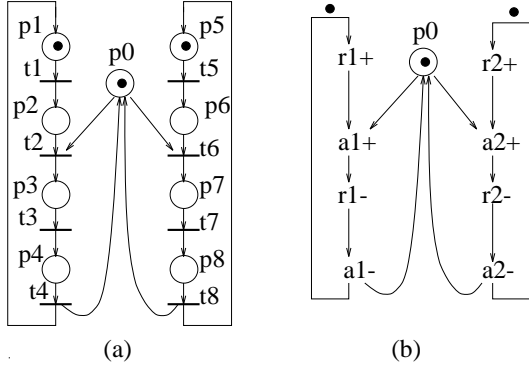 p1 p0 p5
t1 t5
p2 p6
t2 t6
p3 p7
t3 t7
p4 p8
t4 t8
(a)
p0
r1+ r2+
a1+ a2+
r1- r2-
a1- a2-
(b)